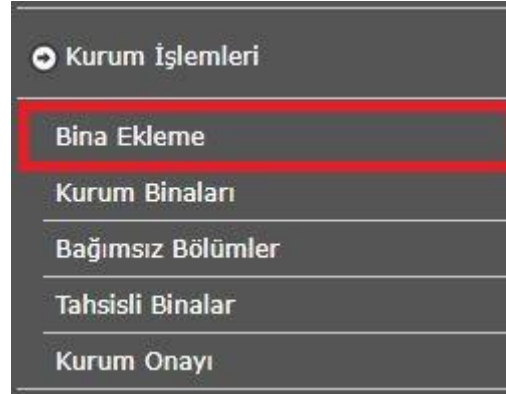 Kurum İşlemleri
Bina Ekleme
Kurum Binaları
Bağımsız Bölümler
Tahsisli Binalar
Kurum Onayı